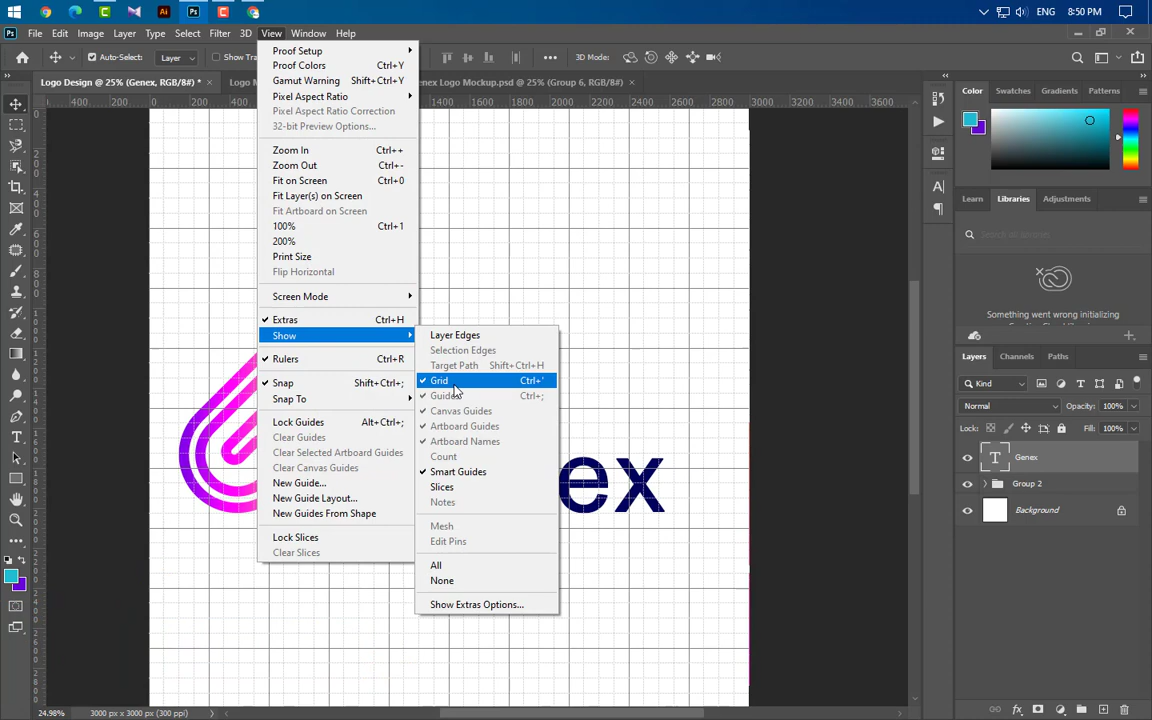 ENG 8:50 PM
File Edit Image Layer Type Select Filter 3D View Window Help
Auto-Select: Layer Show Tra 3D Mode:
Logo Design @ 25% (Genex, RGB/8#) * × Logo M enex Logo Mockup.psd (Group 6, RGB/8#) ×
0 200 400 1400 1600 1800 2000 2200 2400 2600 2800 3000 3200 3400 3600
Proof Setup
Proof Colors Ctrl+Y
Gamut Warning Shift+Ctrl+Y
Pixel Aspect Ratio
Pixel Aspect Ratio Correction
32-bit Preview Options...
Zoom In Ctrl++
Zoom Out Ctrl+-
Fit on Screen Ctrl+0
Fit Layer(s) on Screen
Fit Artboard on Screen
100% Ctrl+1
200%
Print Size
Flip Horizontal
Screen Mode
Extras Ctrl+H
Show
Rulers Ctrl+R
Snap Shift+Ctrl+;
Snap To
Lock Guides Alt+Ctrl+;
Clear Guides
Clear Selected Artboard Guides
Clear Canvas Guides
New Guide...
New Guide Layout...
New Guides From Shape
Lock Slices
Clear Slices
Layer Edges
Selection Edges
Target Path Shift+Ctrl+H
Grid Ctrl+'
Guides Ctrl+;
Canvas Guides
Artboard Guides
Artboard Names
Count
Smart Guides
Slices
Notes
Mesh
Edit Pins
All
None
Show Extras Options...
ex
Color Swatches Gradients Patterns
Learn Libraries Adjustments
Something went wrong initializing
Layers Channels Paths
Kind
Normal Opacity: 100%
Lock: Fill: 100%
Genex
Group 2
Background
24.98% 3000 px x 3000 px (300 ppi)